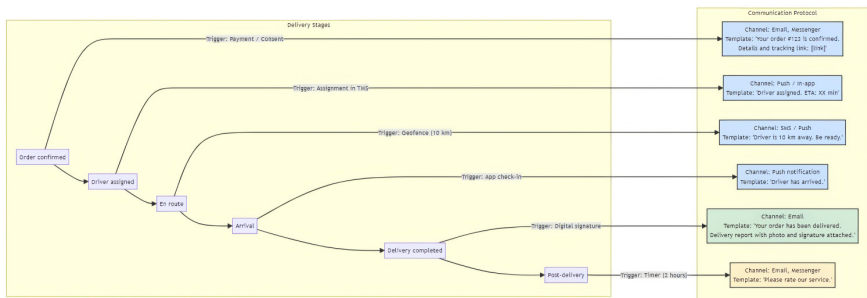 Delivery Stages
Communication Protocol
Trigger: Payment / Consent
Channel: Email, Messenger
Template: 'Your order #123 is confirmed.
Details and tracking link: [link]'
Trigger: Assignment in TMS
Channel: Push / In-app
Template: 'Driver assigned. ETA: XX min'
Trigger: Geofence (10 km)
Channel: SMS / Push
Template: 'Driver is 10 km away. Be ready.'
Order confirmed
Driver assigned
Trigger: App check-in
Channel: Push notification
Template: 'Driver has arrived.'
En route
Arrival
Trigger: Digital signature
Channel: Email
Template: 'Your order has been delivered.
Delivery report with photo and signature attached.'
Delivery completed
Post-delivery
Trigger: Timer (2 hours)
Channel: Email, Messenger
Template: 'Please rate our service.'